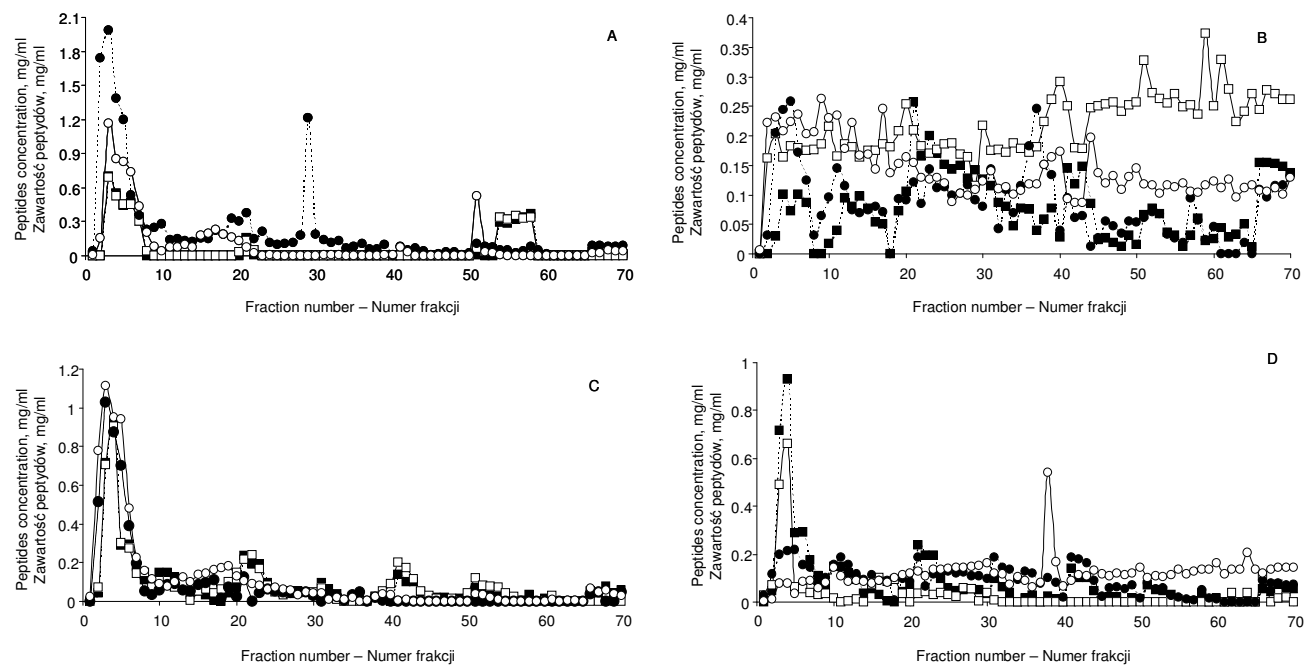 A
Peptides concentration, mg/ml
Zawartość peptydów, mg/ml
2.1
1.8
1.5
1.2
0.9
0.6
0.3
0
0 10 20 30 40 50 60 70
Fraction number – Numer frakcji
B
Peptides concentration, mg/ml
Zawartość peptydów, mg/ml
0.4
0.35
0.3
0.25
0.2
0.15
0.1
0.05
0
0 10 20 30 40 50 60 70
Fraction number – Numer frakcji
C
Peptides concentration, mg/ml
Zawartość peptydów, mg/ml
1.2
1
0.8
0.6
0.4
0.2
0
0 10 20 30 40 50 60 70
Fraction number – Numer frakcji
D
Peptides concentration, mg/ml
Zawartość peptydów, mg/ml
1
0.8
0.6
0.4
0.2
0
0 10 20 30 40 50 60 70
Fraction number – Numer frakcji